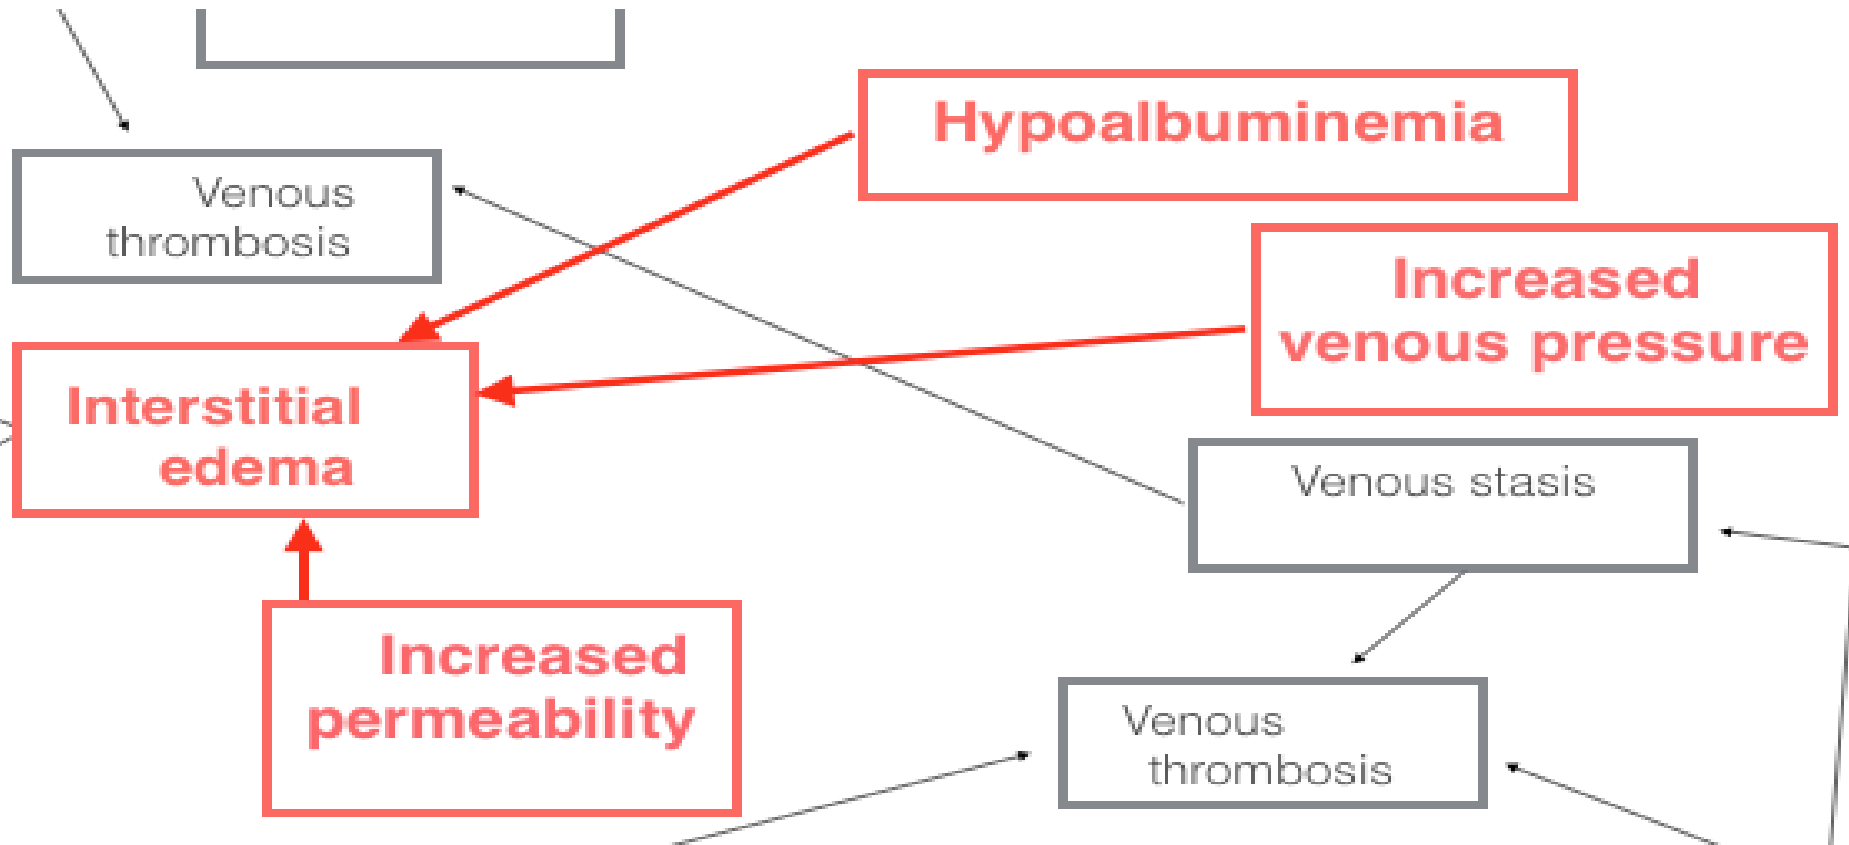 Hypoalbuminemia
Venous
thrombosis
Increased
venous pressure
Interstitial
edema
Venous stasis
Increased
permeability
Venous
thrombosis